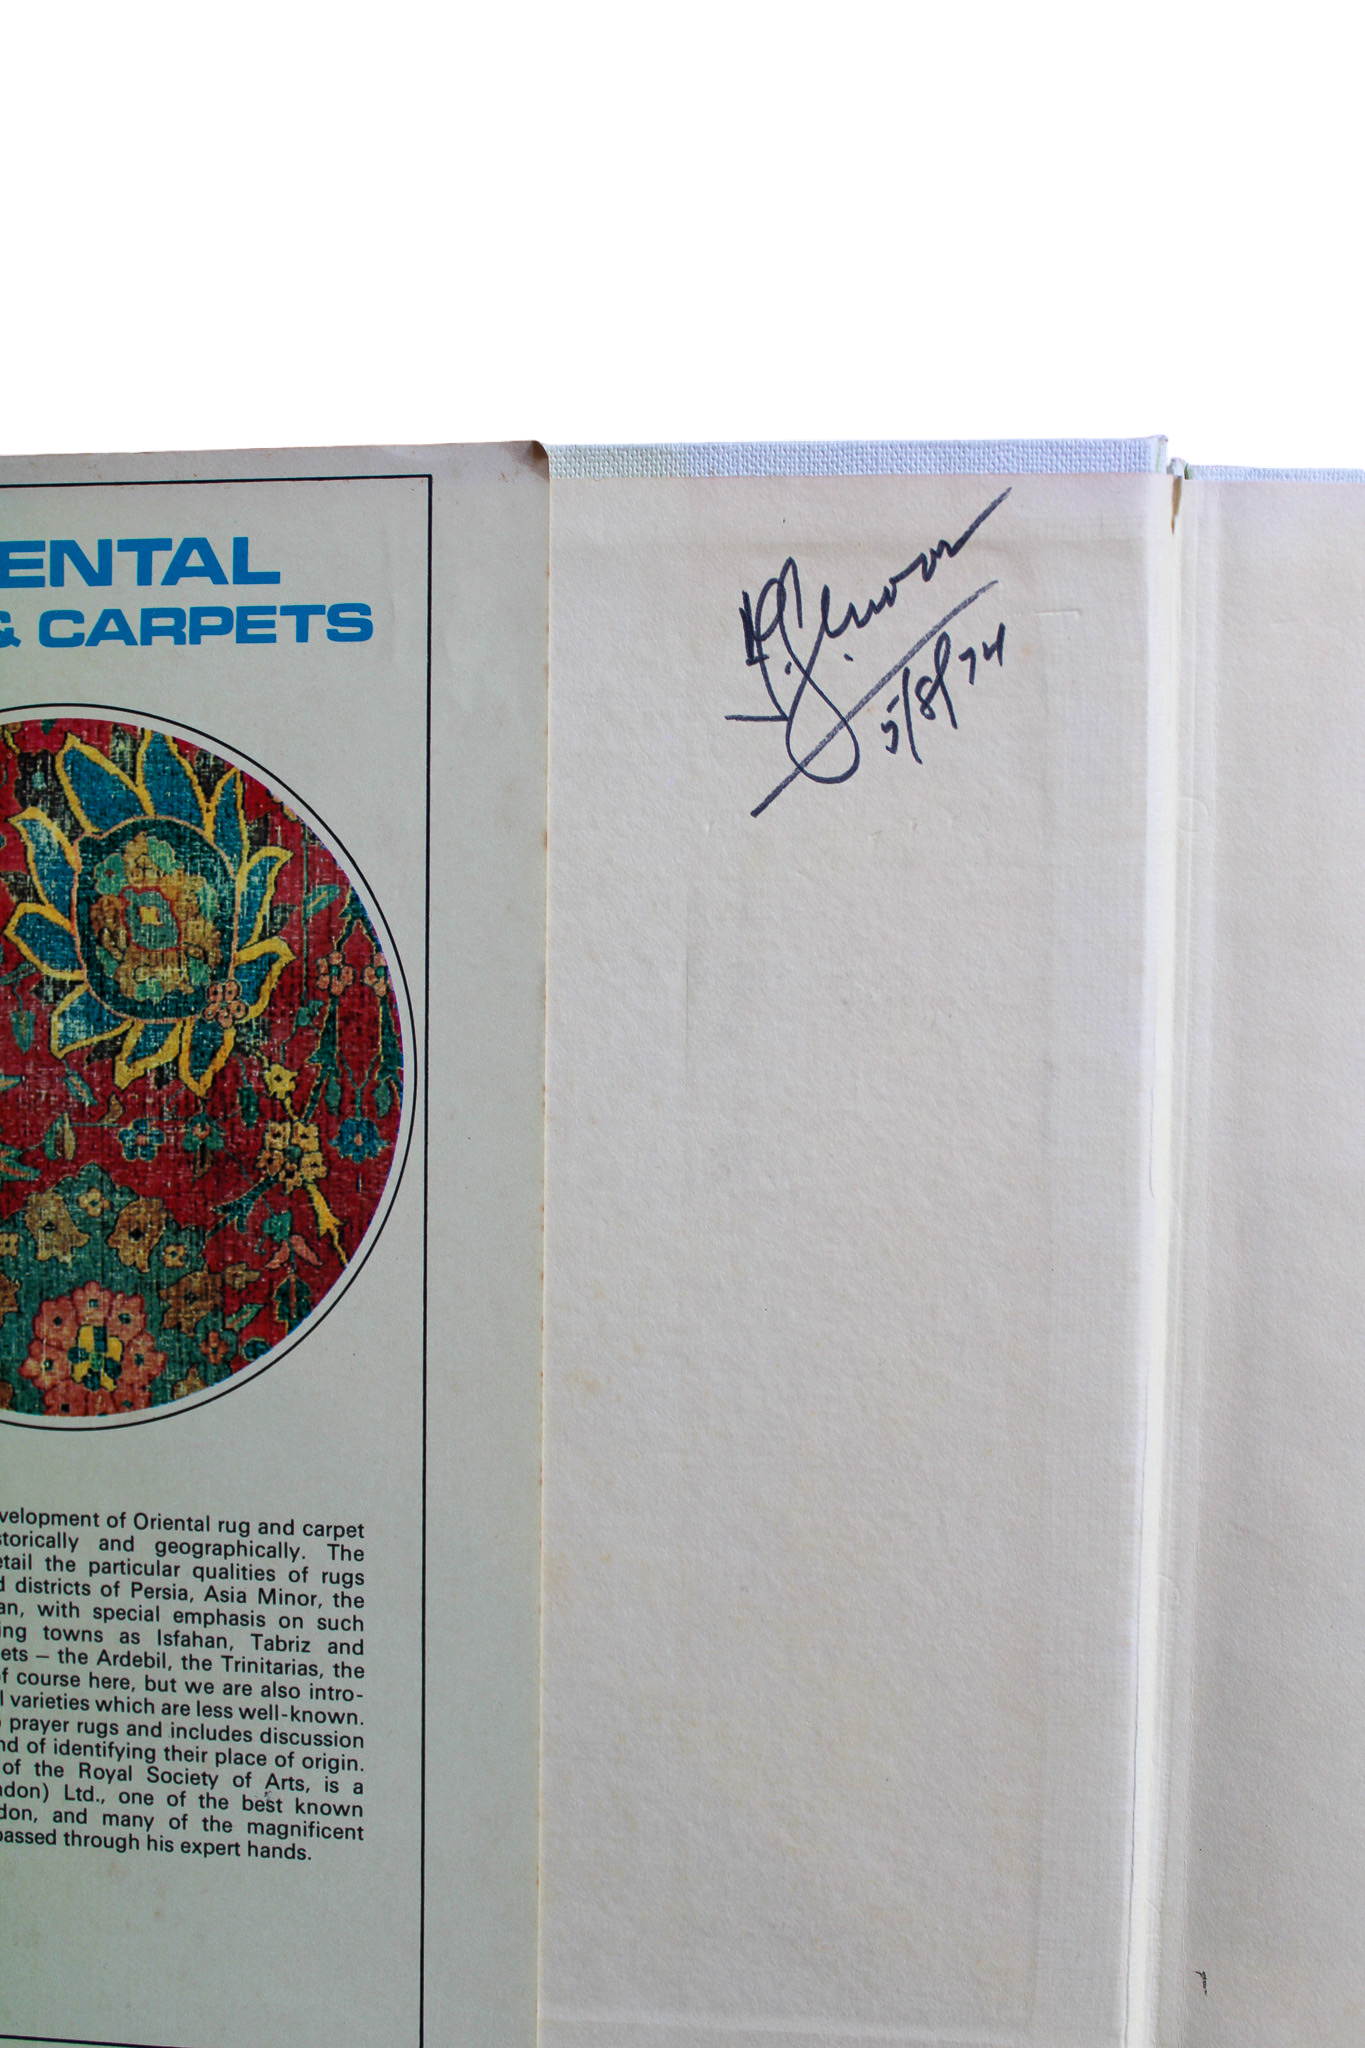 ENTAL
& CARPETS
velopment of Oriental rug and carpet
storically and geographically. The
etail the particular qualities of rugs
d districts of Persia, Asia Minor, the
an, with special emphasis on such
ing towns as Isfahan, Tabriz and
ets – the Ardebil, the Trinitarias, the
f course here, but we are also intro-
l varieties which are less well-known.
prayer rugs and includes discussion
nd of identifying their place of origin.
of the Royal Society of Arts, is a
ndon) Ltd., one of the best known
don, and many of the magnificent
passed through his expert hands.
5/8/74